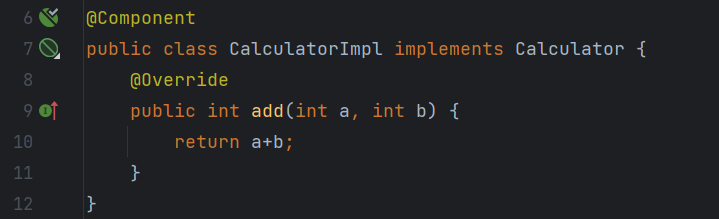 6 @Component
7 public class CalculatorImpl implements Calculator {
8 @Override
9 public int add(int a, int b) {
10 return a+b;
11 }
12 }